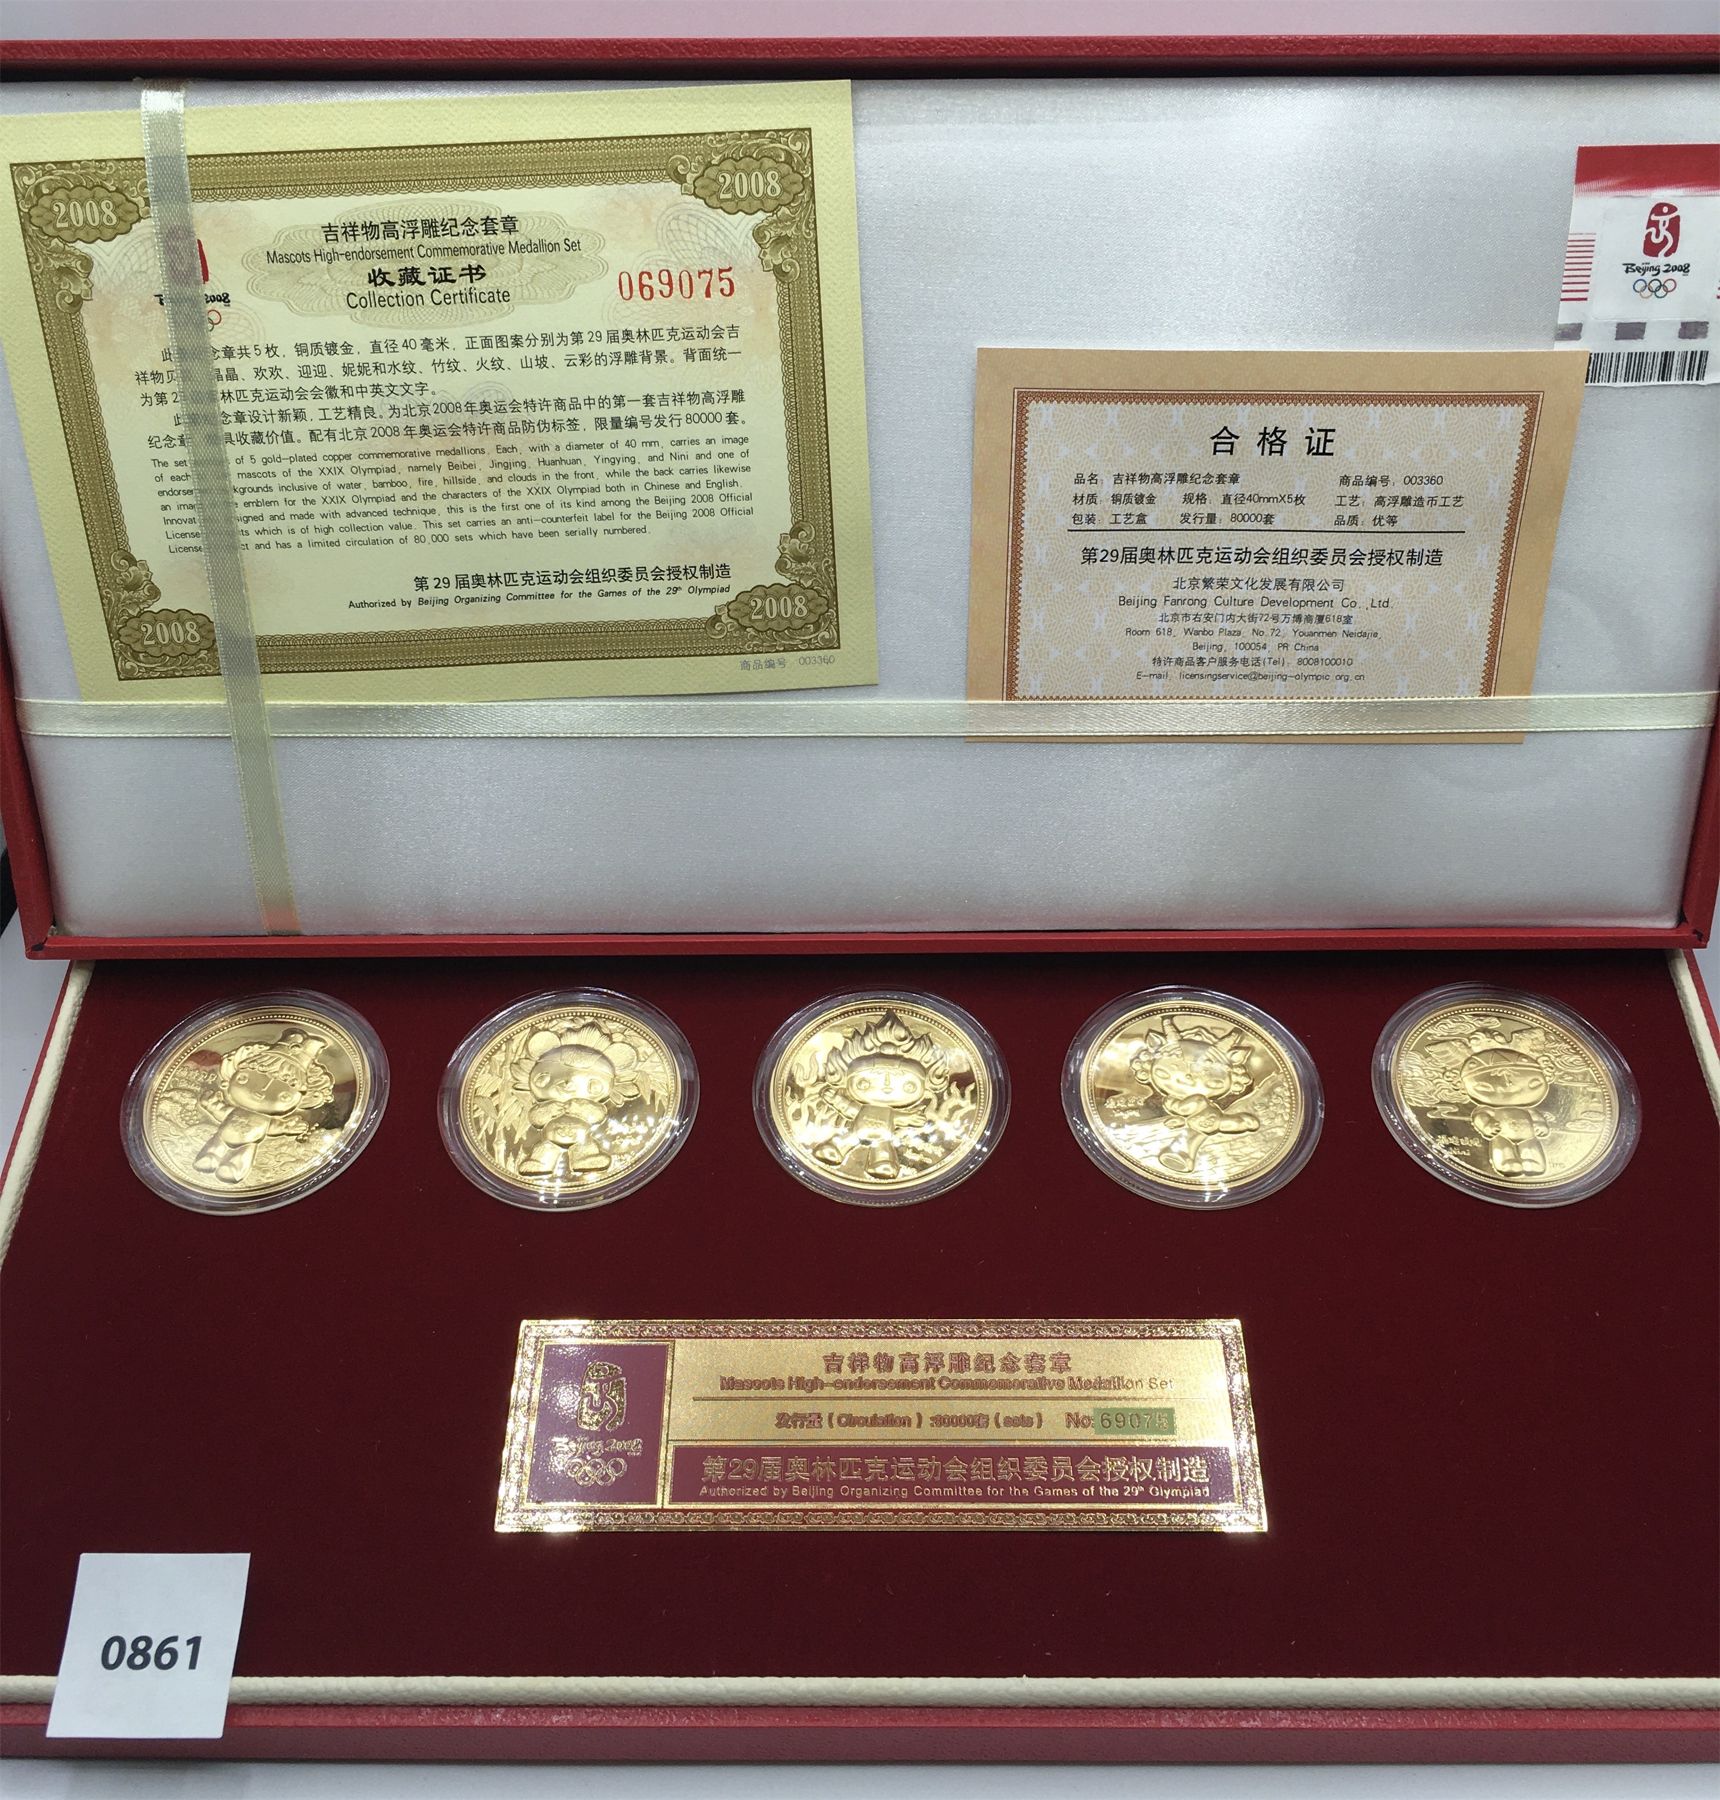 2008
2008
吉祥物高浮雕纪念套章
Mascots High-endorsement Commemorative Medallion Set
收藏证书
Collection Certificate
069075
2008
章共5枚，铜质镀金，直径40毫米，正面图案分别为第29届奥林匹克运动会吉
祥物贝 晶晶、欢欢、迎迎、妮妮和水纹、竹纹、火纹、山坡、云彩的浮雕背景。背面统一
为第2 林匹克运动会会徽和中英文文字。
念章设计新颖，工艺精良。为北京2008年奥运会特许商品中的第一套吉祥物高浮雕
纪念 具收藏价值。配有北京2008年奥运会特许商品防伪标签，限量编号发行80000套。
The set of 5 gold-plated copper commemorative medallions. Each, with a diameter of 40 mm, carries an image
of each mascots of the XXIX Olympiad, namely Beibei, Jingjing, Huanhuan, Yingying, and Nini and one of
kgrounds inclusive of water, bamboo, fire, hillside, and clouds in the front, while the back carries likewise
an emblem for the XXIX Olympiad and the characters of the XXIX Olympiad both in Chinese and English.
Innovat igned and made with advanced technique, this is the first one of its kind among the Beijing 2008 Official
License ts which is of high collection value. This set carries an anti-counterfeit label for the Beijing 2008 Official
License ct and has a limited circulation of 80,000 sets which have been serially numbered.
第29届奥林匹克运动会组织委员会授权制造
Authorized by Beijing Organizing Committee for the Games of the 29th Olympiad
2008
2008
商品编号 003360
Beijing 2008
合格证
品名：吉祥物高浮雕纪念套章 商品编号：003360
材质：铜质镀金 规格：直径40mmX5枚 工艺：高浮雕造币工艺
包装：工艺盒 发行量：80000套 品质：优等
第29届奥林匹克运动会组织委员会授权制造
北京繁荣文化发展有限公司
Beijing Fanrong Culture Development Co., Ltd.
北京市右安门内大街72号万博商厦618室
Room 618, Wanbo Plaza, No.72, Youanmen Neidajie,
Beijing, 100054, PR China
特许商品客户服务电话(Tel)：8008100010
E-mail: licensingservice@beijing-olympic.org.cn
吉祥物高浮雕纪念套章
Mascots High-endorsement Commemorative Medallion Set
发行量（Circulation）:80000套（sets） No:69075
Beijing 2008
第29届奥林匹克运动会组织委员会授权制造
Authorized by Beijing Organizing Committee for the Games of the 29th Olympiad
0861